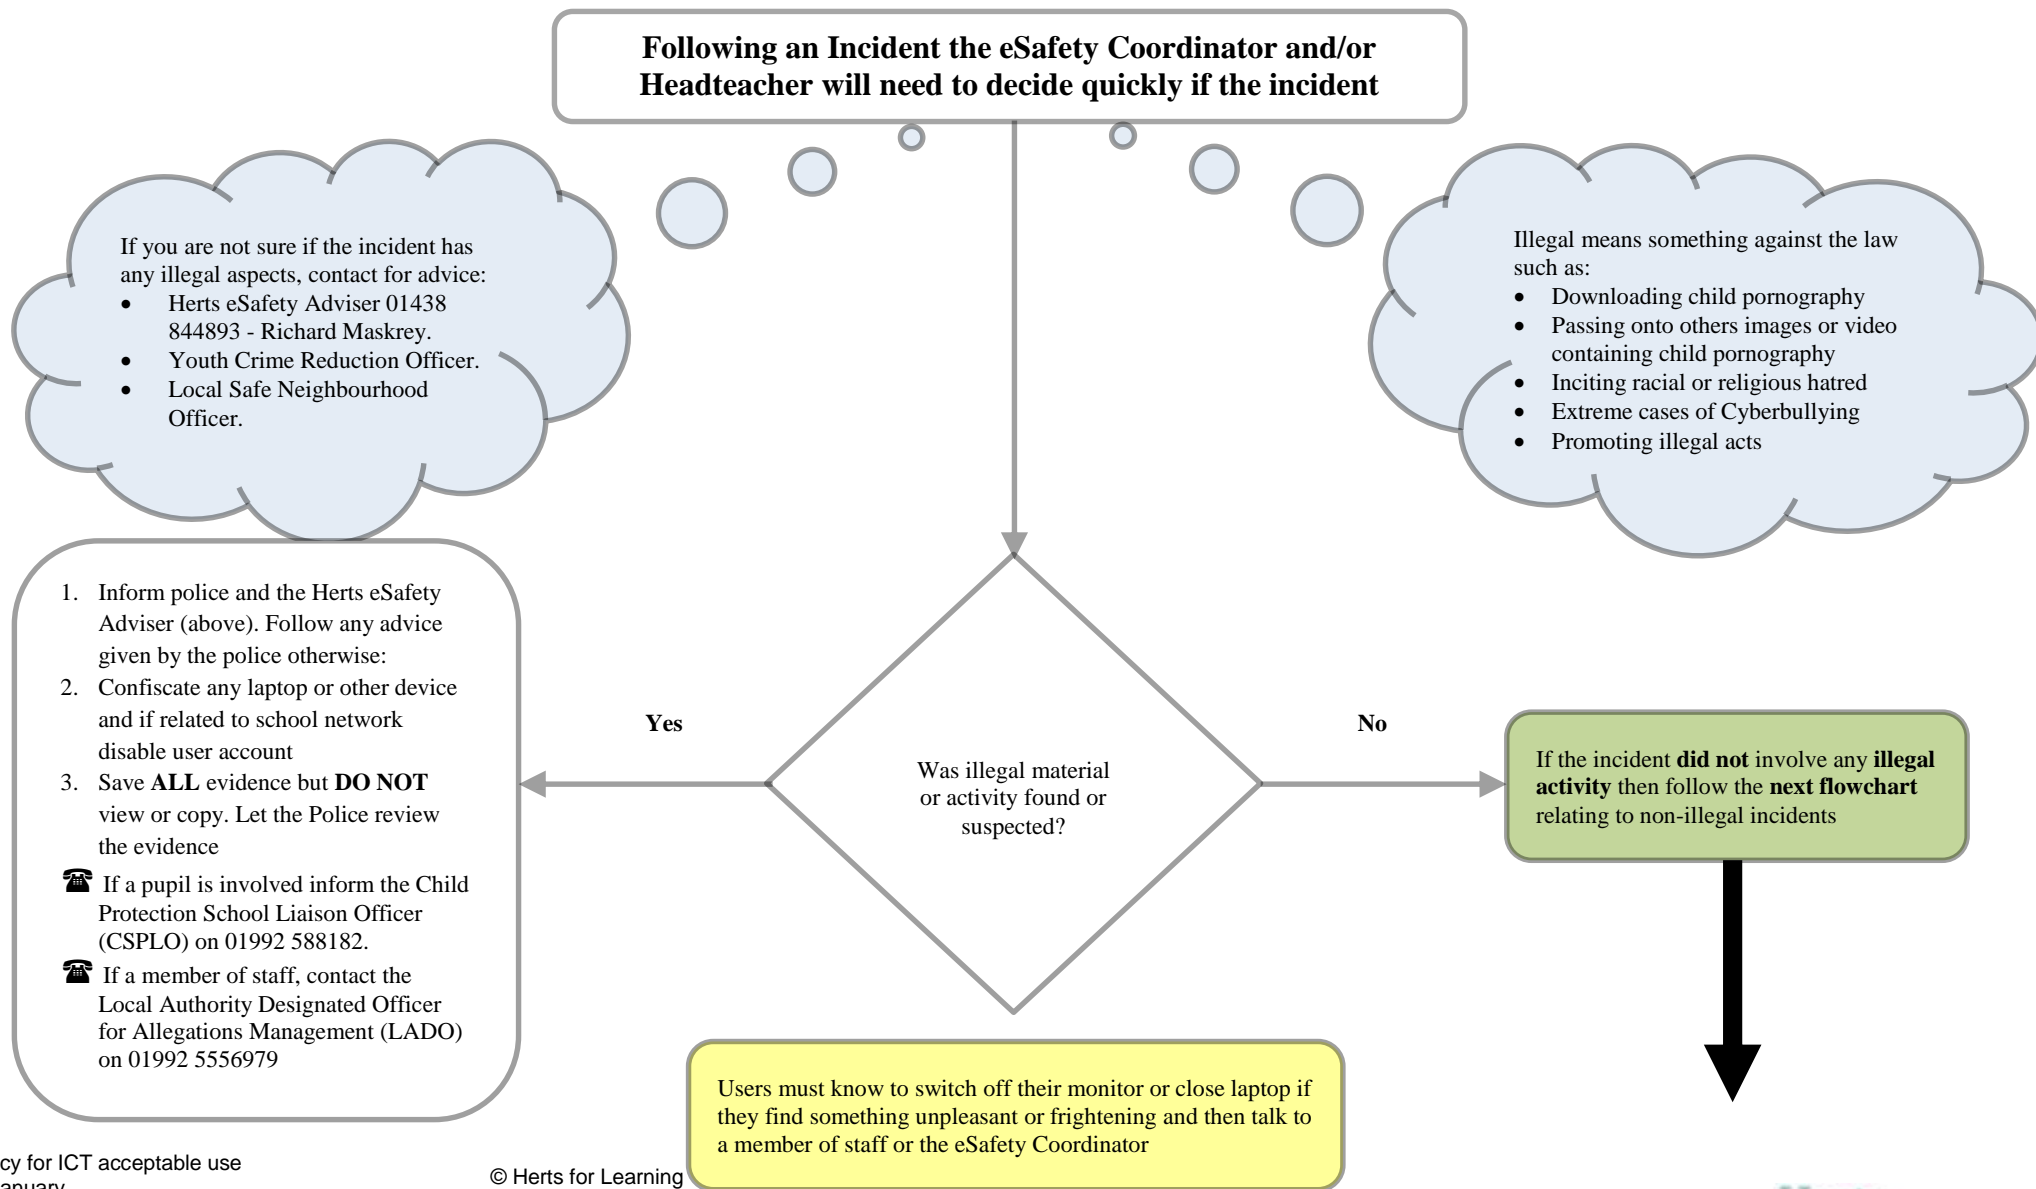 Following an Incident the eSafety Coordinator and/or
Headteacher will need to decide quickly if the incident
If you are not sure if the incident has
any illegal aspects, contact for advice:
• Herts eSafety Adviser 01438
844893 - Richard Maskrey.
• Youth Crime Reduction Officer.
• Local Safe Neighbourhood
Officer.
Illegal means something against the law
such as:
• Downloading child pornography
• Passing onto others images or video
containing child pornography
• Inciting racial or religious hatred
• Extreme cases of Cyberbullying
• Promoting illegal acts
1. Inform police and the Herts eSafety
Adviser (above). Follow any advice
given by the police otherwise:
2. Confiscate any laptop or other device
and if related to school network
disable user account
3. Save ALL evidence but DO NOT
view or copy. Let the Police review
the evidence
☎ If a pupil is involved inform the Child
Protection School Liaison Officer
(CSPLO) on 01992 588182.
☎ If a member of staff, contact the
Local Authority Designated Officer
for Allegations Management (LADO)
on 01992 5556979
Yes
Was illegal material
or activity found or
suspected?
No
If the incident did not involve any illegal
activity then follow the next flowchart
relating to non-illegal incidents
Users must know to switch off their monitor or close laptop if
they find something unpleasant or frightening and then talk to
a member of staff or the eSafety Coordinator
cy for ICT acceptable use
anuary
© Herts for Learning